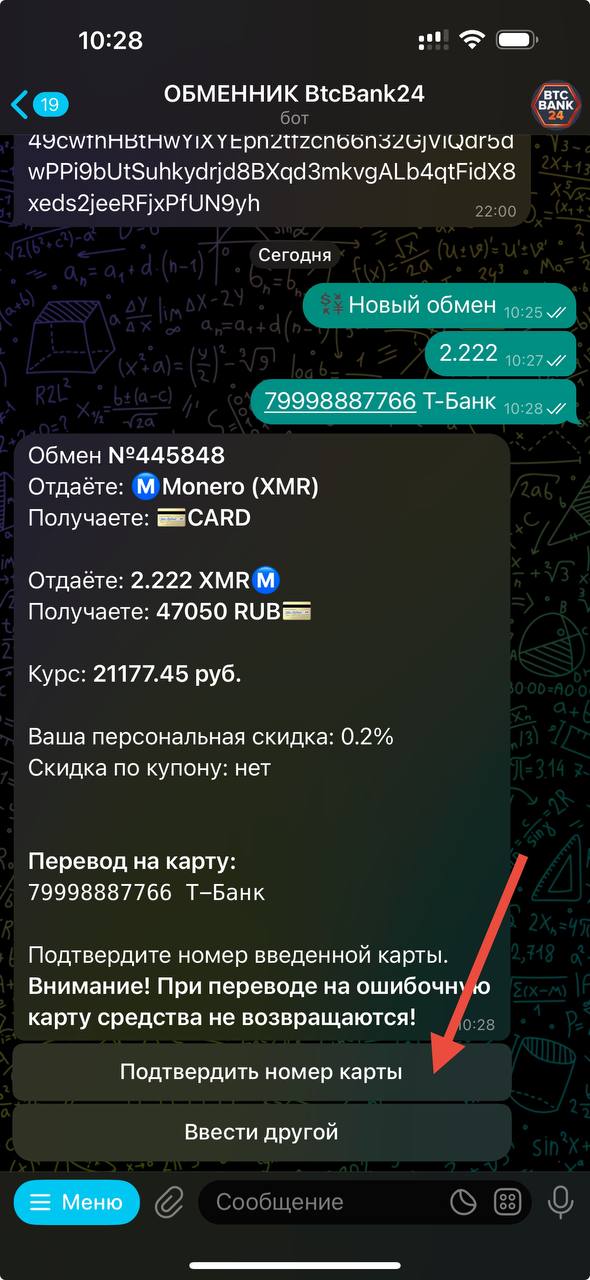 10:28
19
ОБМЕННИК BtcBank24
бот
BTC
BANK
24
wPPi9bUtSuhkydrjd8BXqd3mkvgALb4qtFidX8
xeds2jeeRFjxPfUN9yh
22:00
Сегодня
Новый обмен 10:25
2.222 10:27
79998887766 Т-Банк 10:28
Обмен №445848
Отдаёте: Ⓜ️Monero (XMR)
Получаете: 💳CARD
Отдаёте: 2.222 XMRⓂ️
Получаете: 47050 RUB💳
Курс: 21177.45 руб.
Ваша персональная скидка: 0.2%
Скидка по купону: нет
Перевод на карту:
79998887766 Т-Банк
Подтвердите номер введенной карты.
Внимание! При переводе на ошибочную
карту средства не возвращаются!
10:28
Подтвердить номер карты
Ввести другой
Меню
Сообщение